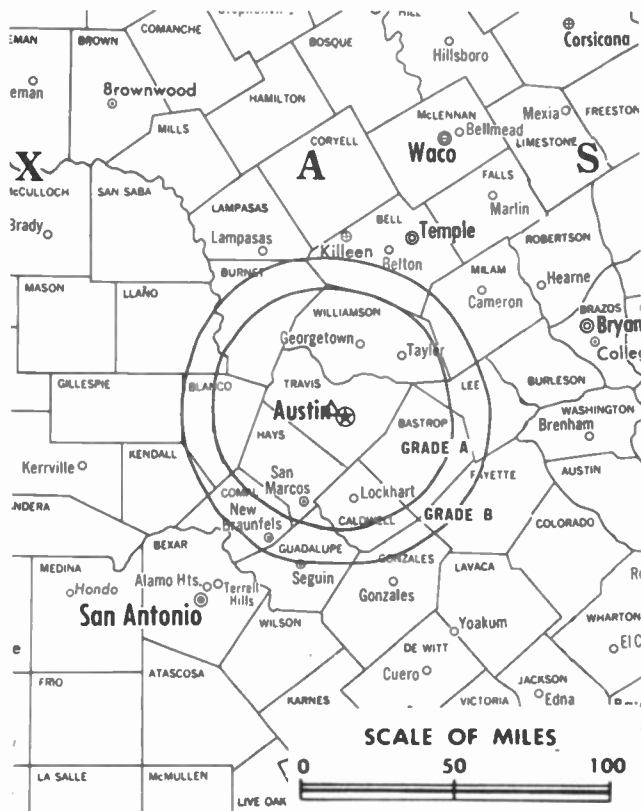 COMANCHE
HILL
EMAN
BROWN
BOSQUE
Corsicana
Hillsboro
eman
Brownwood
HAMILTON
McLENNAN
Mexia
FREESTON
MILLS
CORYELL
Bellmead
Waco
LIMESTONE
X
A
S
McCULLOCH
SAN SABA
FALLS
LAMPASAS
BELL
Marlin
Brady
Temple
ROBERTSON
Lampasas
Killeen
Belton
BURNET
MILAM
Hearne
MASON
LLANO
Cameron
BRAZOS
WILLIAMSON
Bryan
Georgetown
Taylor
Colleg
GILLESPIE
BLANCO
TRAVIS
LEE
BURLESON
Austin
WASHINGTON
BASTROP
Brenham
HAYS
KENDALL
GRADE A
Kerrville
San
Marcos
FAYETTE
AUSTIN
COMAL
Lockhart
NDERA
New
Braunfels
CALDWELL
GRADE B
COLORADO
BEXAR
GUADALUPE
MEDINA
GONZALES
LAVACA
Alamo Hts.
Terrell
Hills
Seguin
Hondo
Gonzales
San Antonio
WHARTON
WILSON
Yoakum
e
DE WITT
El C
FRIO
ATASCOSA
Cuero
JACKSON
KARNES
VICTORIA
Edna
SCALE OF MILES
LA SALLE
McMULLEN
0 50 100
LIVE OAK